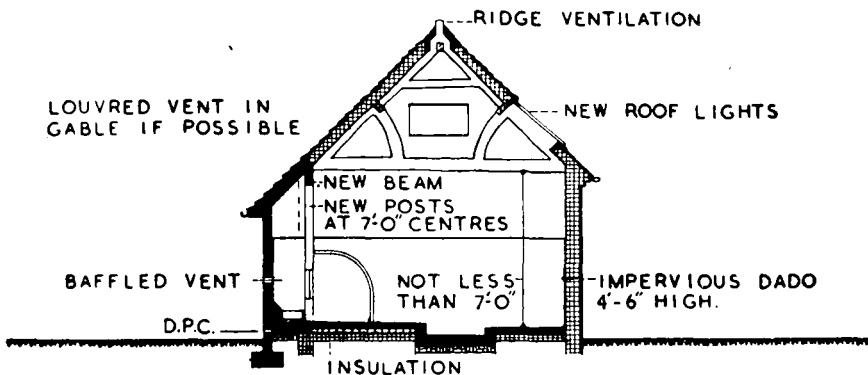 RIDGE VENTILATION
LOUVRED VENT IN
GABLE IF POSSIBLE
NEW ROOF LIGHTS
NEW BEAM
NEW POSTS
AT 7'-0" CENTRES
BAFFLED VENT
NOT LESS
THAN 7'-0"
IMPERVIOUS DADO
4'-6" HIGH.
D.P.C.
INSULATION